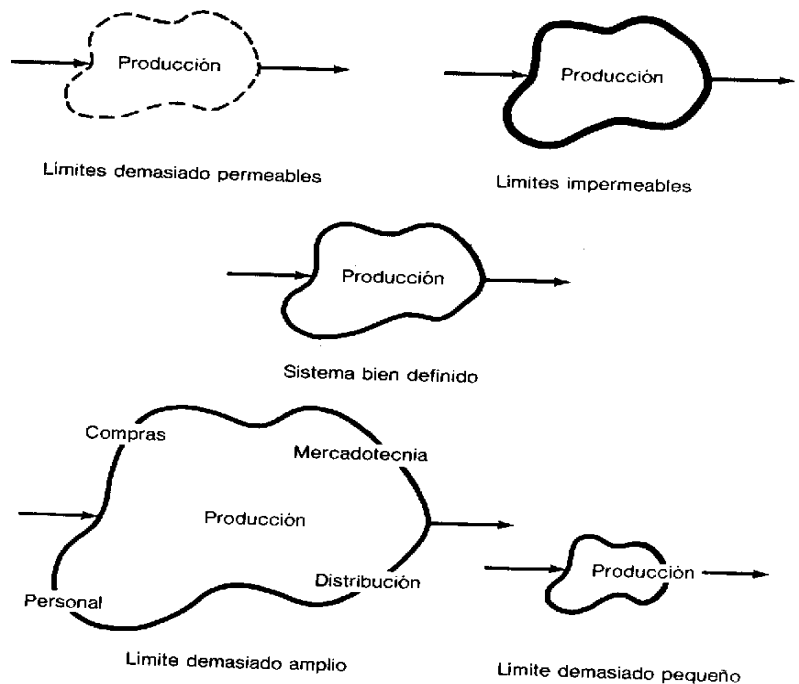 Producción
Producción
Límites demasiado permeables
Límites impermeables
Producción
Sistema bien definido
Compras
Mercadotecnia
Producción
Distribución
Personal
Producción
Límite demasiado amplio
Límite demasiado pequeño